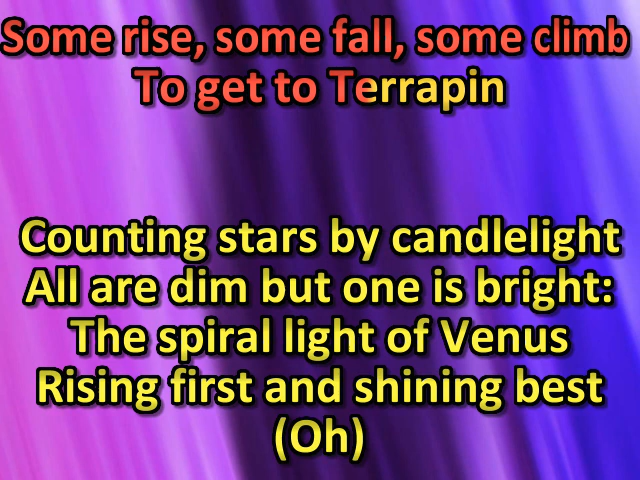 Some rise, some fall, some climb
To get to Terrapin
Counting stars by candlelight
All are dim but one is bright:
The spiral light of Venus
Rising first and shining best
(Oh)